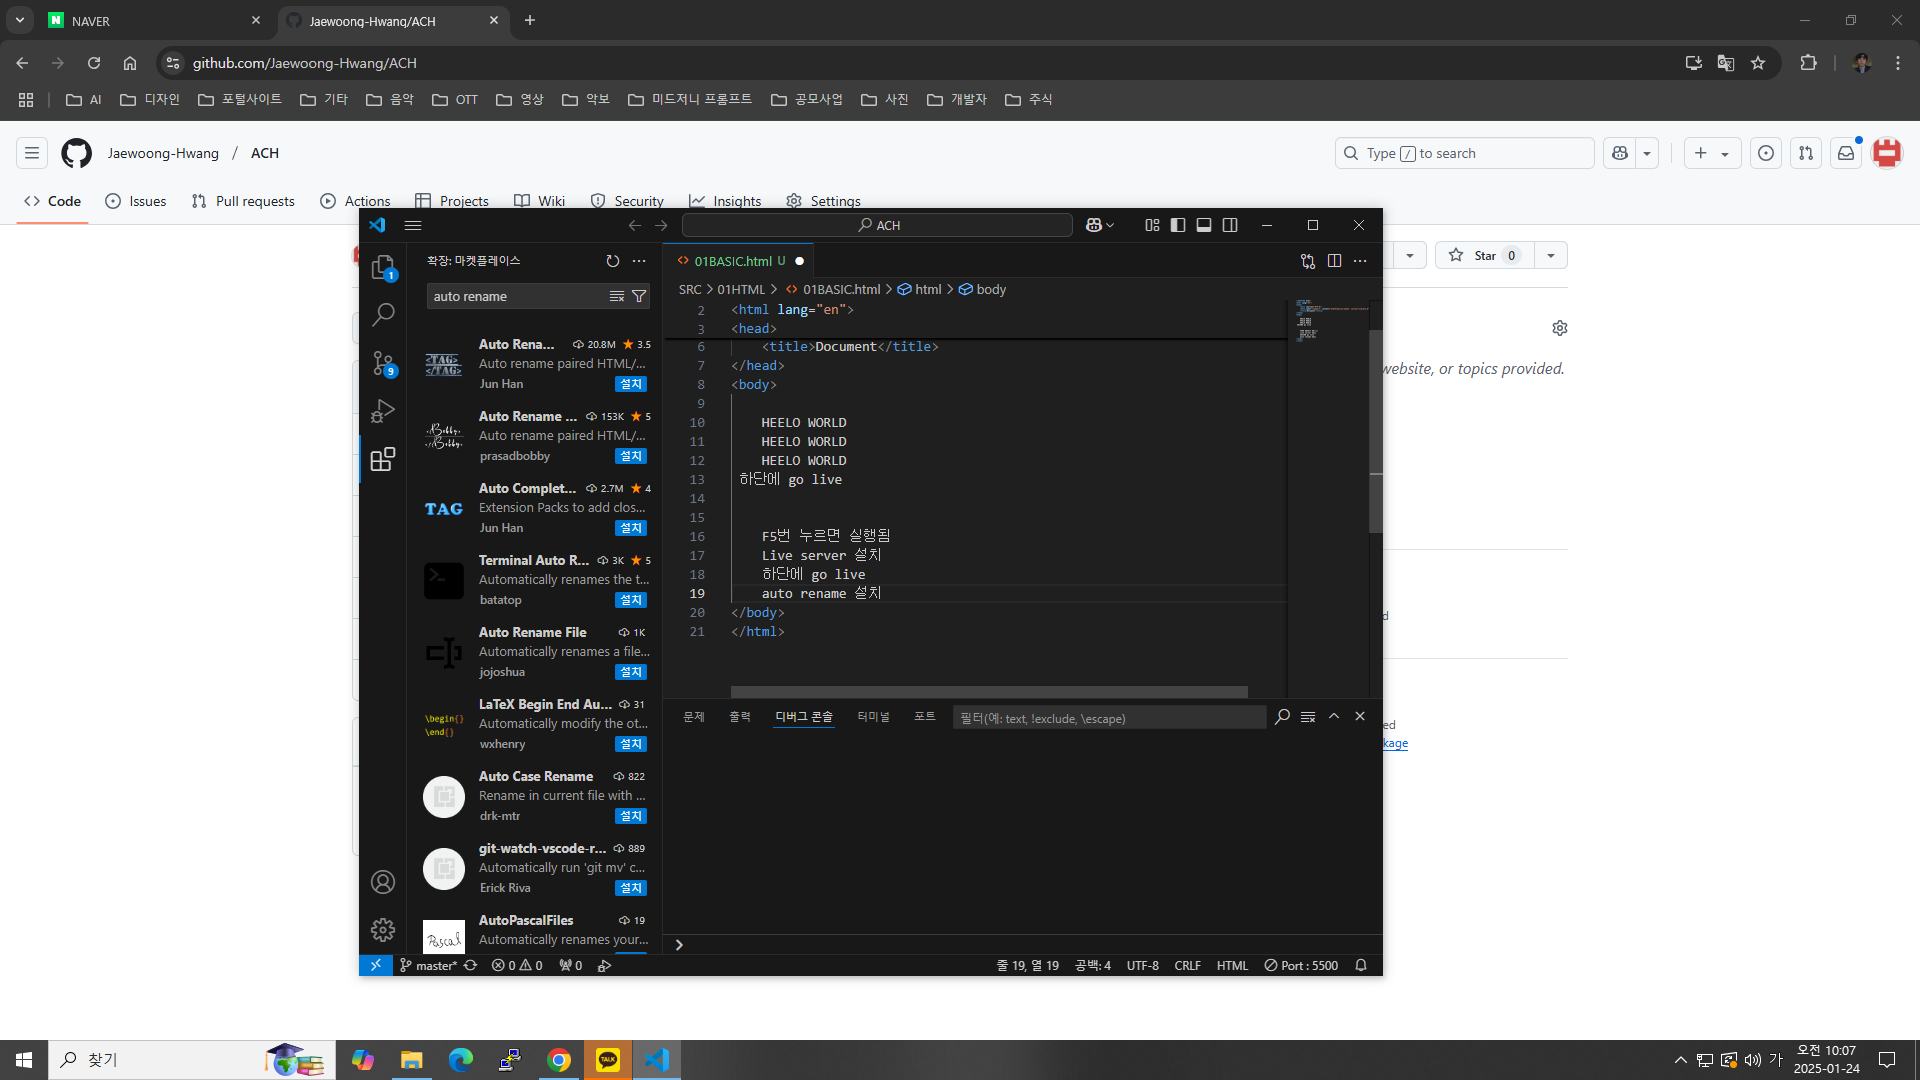 NAVER
Jaewoong-Hwang/ACH
github.com/Jaewoong-Hwang/ACH
AI 디자인 포털사이트 기타 음악 OTT 영상 악보 미드저니 프롬프트 공모사업 사진 개발자 주식
Jaewoong-Hwang / ACH
Type / to search
Code Issues Pull requests Actions Projects Wiki Security Insights Settings
Star 0
website, or topics provided.
ACH
확장: 마켓플레이스
auto rename
Auto Rena... 20.8M 3.5
Auto rename paired HTML/...
Jun Han 설치
Auto Rename ... 153K 5
Auto rename paired HTML/...
prasadbobby 설치
TAG
Auto Complet... 2.7M 4
Extension Packs to add clos...
Jun Han 설치
Terminal Auto R... 3K 5
Automatically renames the t...
batatop 설치
Auto Rename File 1K
Automatically renames a file...
jojoshua 설치
\begin{}
\end{}
LaTeX Begin End Au... 31
Automatically modify the ot...
wxhenry 설치
Auto Case Rename 822
Rename in current file with ...
drk-mtr 설치
git-watch-vscode-r... 889
Automatically run 'git mv' c...
Erick Riva 설치
Pascal
AutoPascalFiles 19
Automatically renames your...
1
9
01BASIC.html U
SRC > 01HTML > 01BASIC.html > html > body
2 <html lang="en">
3 <head>
6 <title>Document</title>
7 </head>
8 <body>
9
10 HEELO WORLD
11 HEELO WORLD
12 HEELO WORLD
13 하단에 go live
14
15
16 F5번 누르면 실행됨
17 Live server 설치
18 하단에 go live
19 auto rename 설치
20 </body>
21 </html>
문제 출력 디버그 콘솔 터미널 포트 필터(예: text, !exclude, \escape)
master* 0 0 0 줄 19, 열 19 공백: 4 UTF-8 CRLF HTML Port : 5500
찾기
TALK
가
오전 10:07
2025-01-24